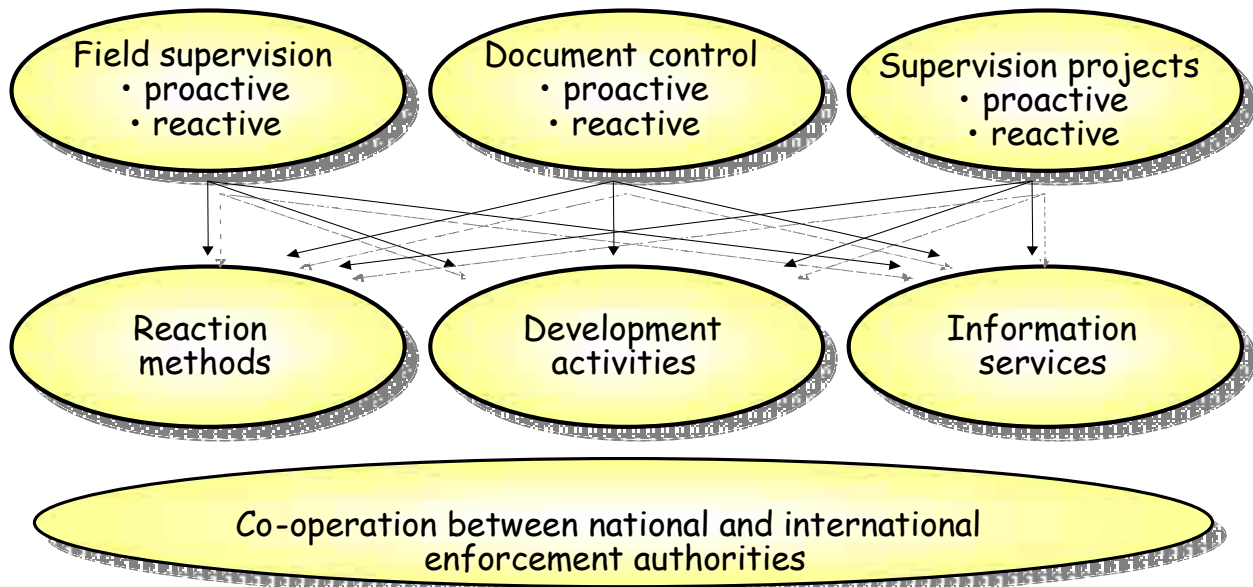 Field supervision
• proactive
• reactive
Document control
• proactive
• reactive
Supervision projects
• proactive
• reactive
Reaction
methods
Development
activities
Information
services
Co-operation between national and international
enforcement authorities